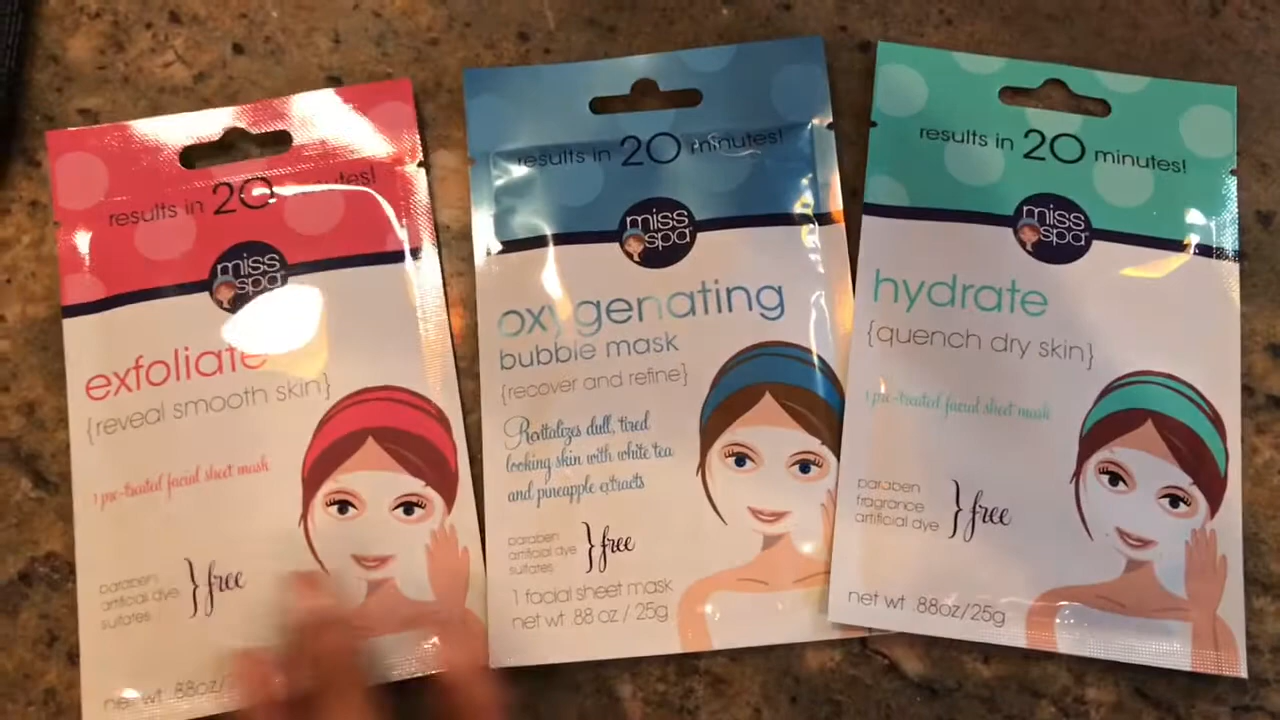 results in 20 minutes!
miss
spa
exfoliate
{reveal smooth skin}
1 pre-treated facial sheet mask
paraben
artificial dye
sulfates
} free
net wt .88oz/
results in 20 minutes!
miss
spa
oxygenating
bubble mask
{recover and refine}
Revitalizes dull, tired
looking skin with white tea
and pineapple extracts
paraben
artificial dye
sulfates
} free
1 facial sheet mask
net wt .88 oz / 25g
results in 20 minutes!
miss
spa
hydrate
{quench dry skin}
1 pre-treated facial sheet mask
paraben
fragrance
artificial dye
} free
net wt .88oz/25g